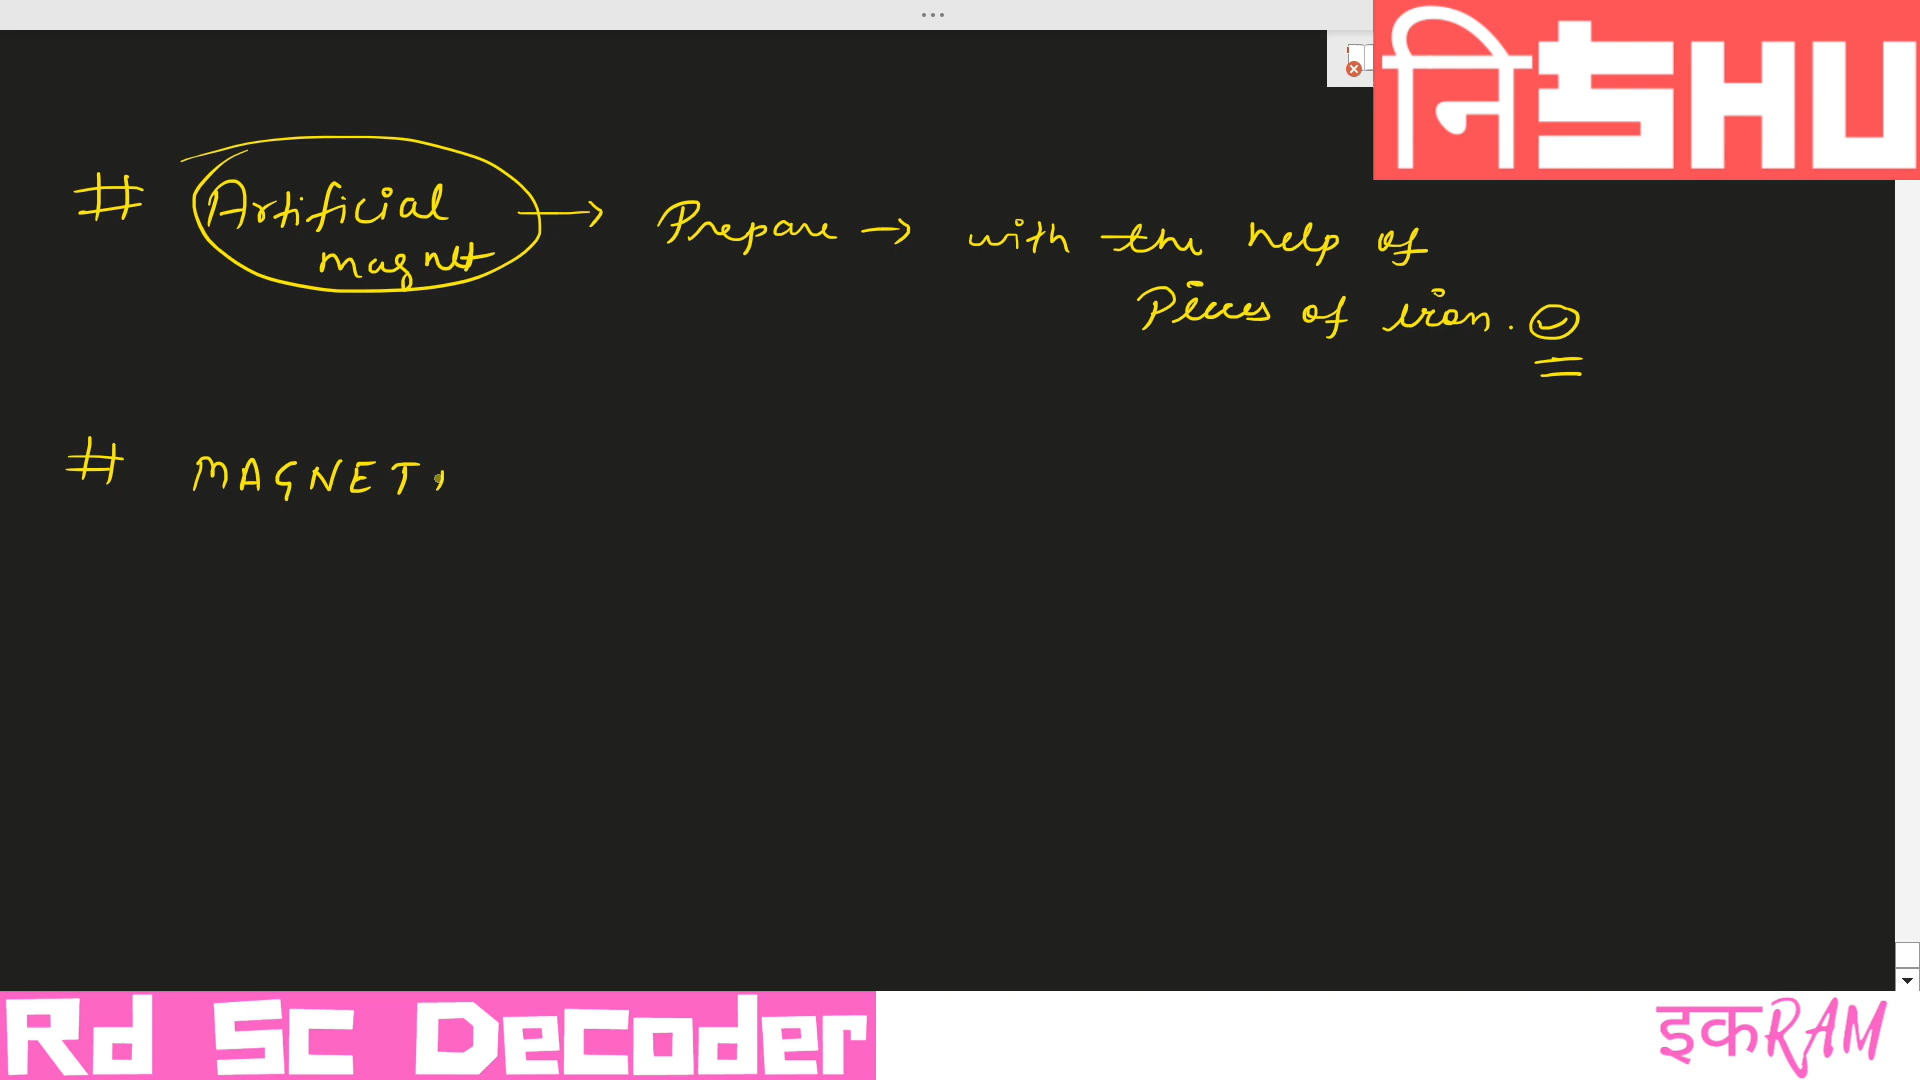 निSHU
# Artificial magnet → Prepare → with the help of
Pieces of iron.
# MAGNET,
Rd Sc Decoder
इकRAM